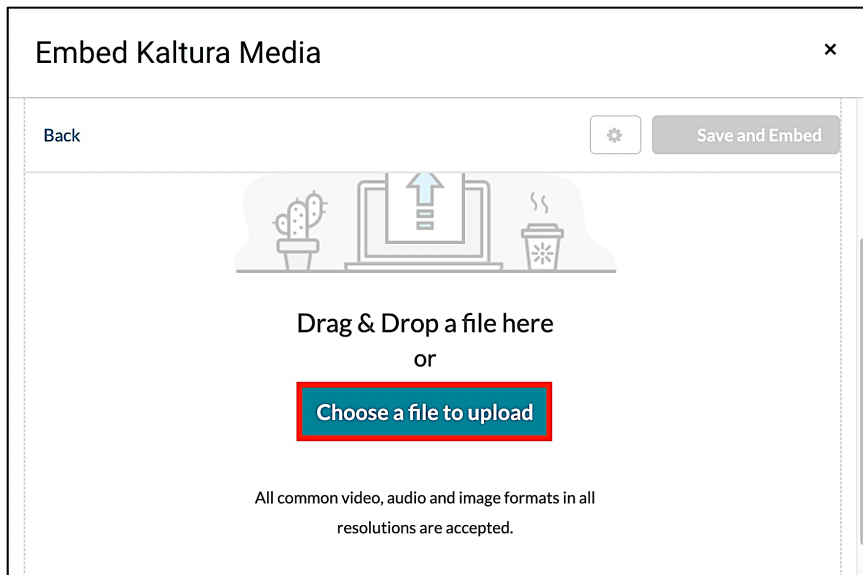 Embed Kaltura Media
×
Back
Save and Embed
Drag & Drop a file here
or
Choose a file to upload
All common video, audio and image formats in all
resolutions are accepted.